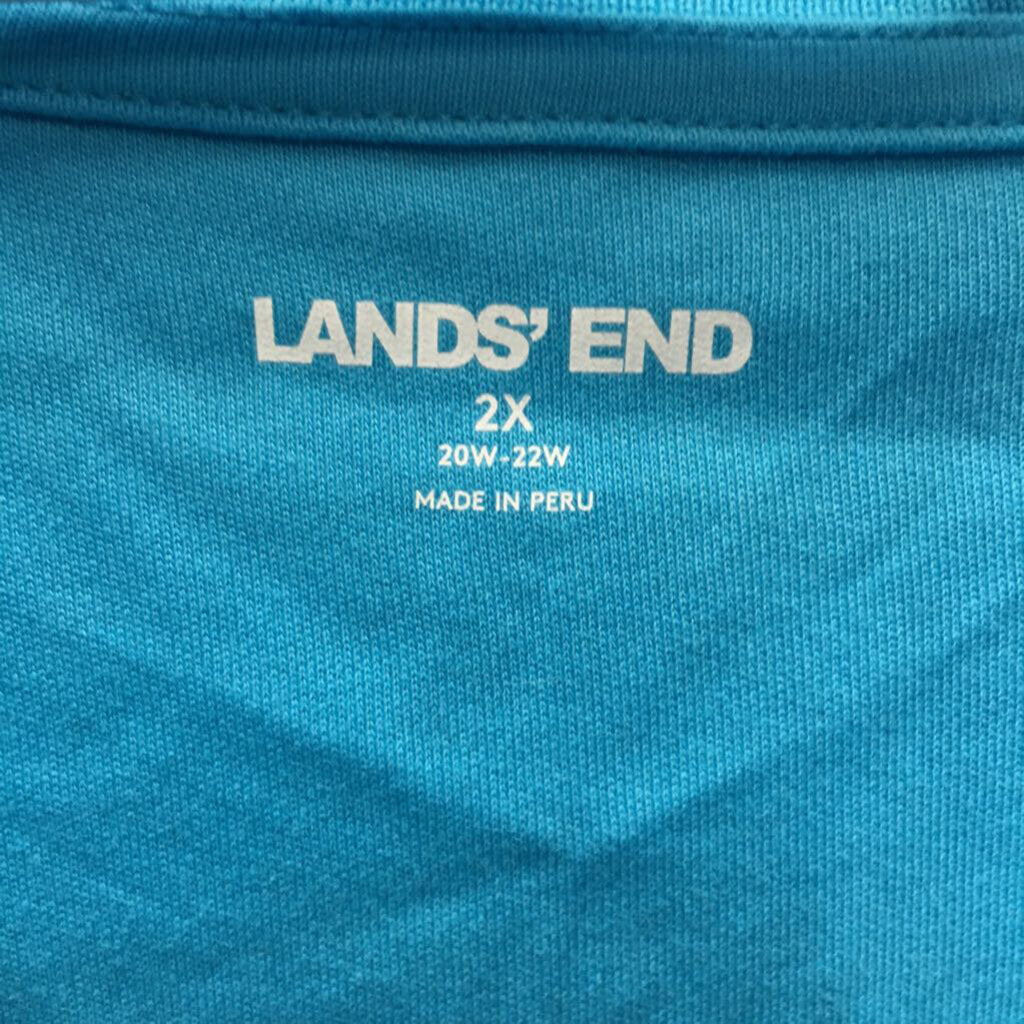 LANDS' END
2X
20W-22W
MADE IN PERU